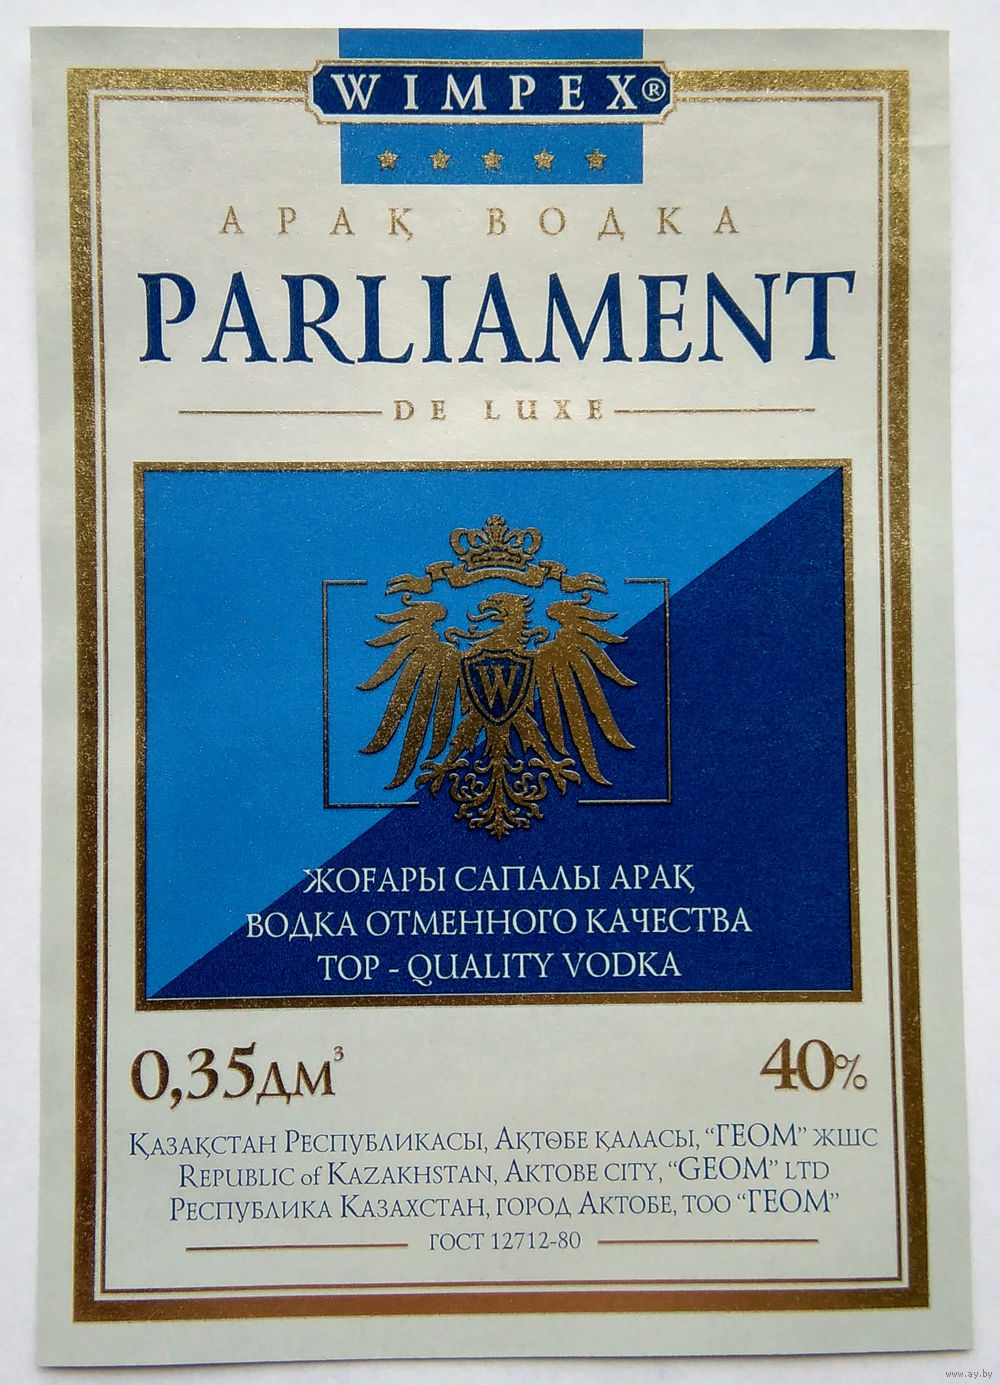 WIMPEX®
АРАҚ ВОДКА
PARLIAMENT
DE LUXE
W
ЖОҒАРЫ САПАЛЫ АРАҚ
ВОДКА ОТМЕННОГО КАЧЕСТВА
TOP - QUALITY VODKA
0,35ДМ³ 40%
ҚАЗАҚСТАН РЕСПУБЛИКАСЫ, АҚТӨБЕ ҚАЛАСЫ, “ГЕОМ” ЖШС
REPUBLIC of KAZAKHSTAN, AKTOBE CITY, “GEOM” LTD
РЕСПУБЛИКА КАЗАХСТАН, ГОРОД АКТОБЕ, ТОО “ГЕОМ”
ГОСТ 12712-80
www.ay.by